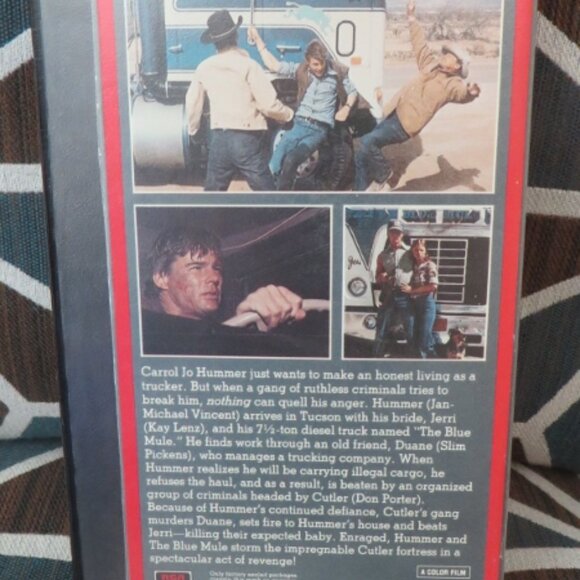 Jeni
Carrol Jo Hummer just wants to make an honest living as a
trucker. But when a gang of ruthless criminals tries to
break him, nothing can quell his anger. Hummer (Jan-
Michael Vincent) arrives in Tucson with his bride, Jerri
(Kay Lenz), and his 7½-ton diesel truck named "The Blue
Mule." He finds work through an old friend, Duane (Slim
Pickens), who manages a trucking company. When
Hummer realizes he will be carrying illegal cargo, he
refuses the haul, and as a result, is beaten by an organized
group of criminals headed by Cutler (Don Porter).
Because of Hummer's continued defiance, Cutler's gang
murders Duane, sets fire to Hummer's house and beats
Jerri—killing their expected baby. Enraged, Hummer and
The Blue Mule storm the impregnable Cutler fortress in a
spectacular act of revenge!
Only factory sealed packages
A COLOR FILM